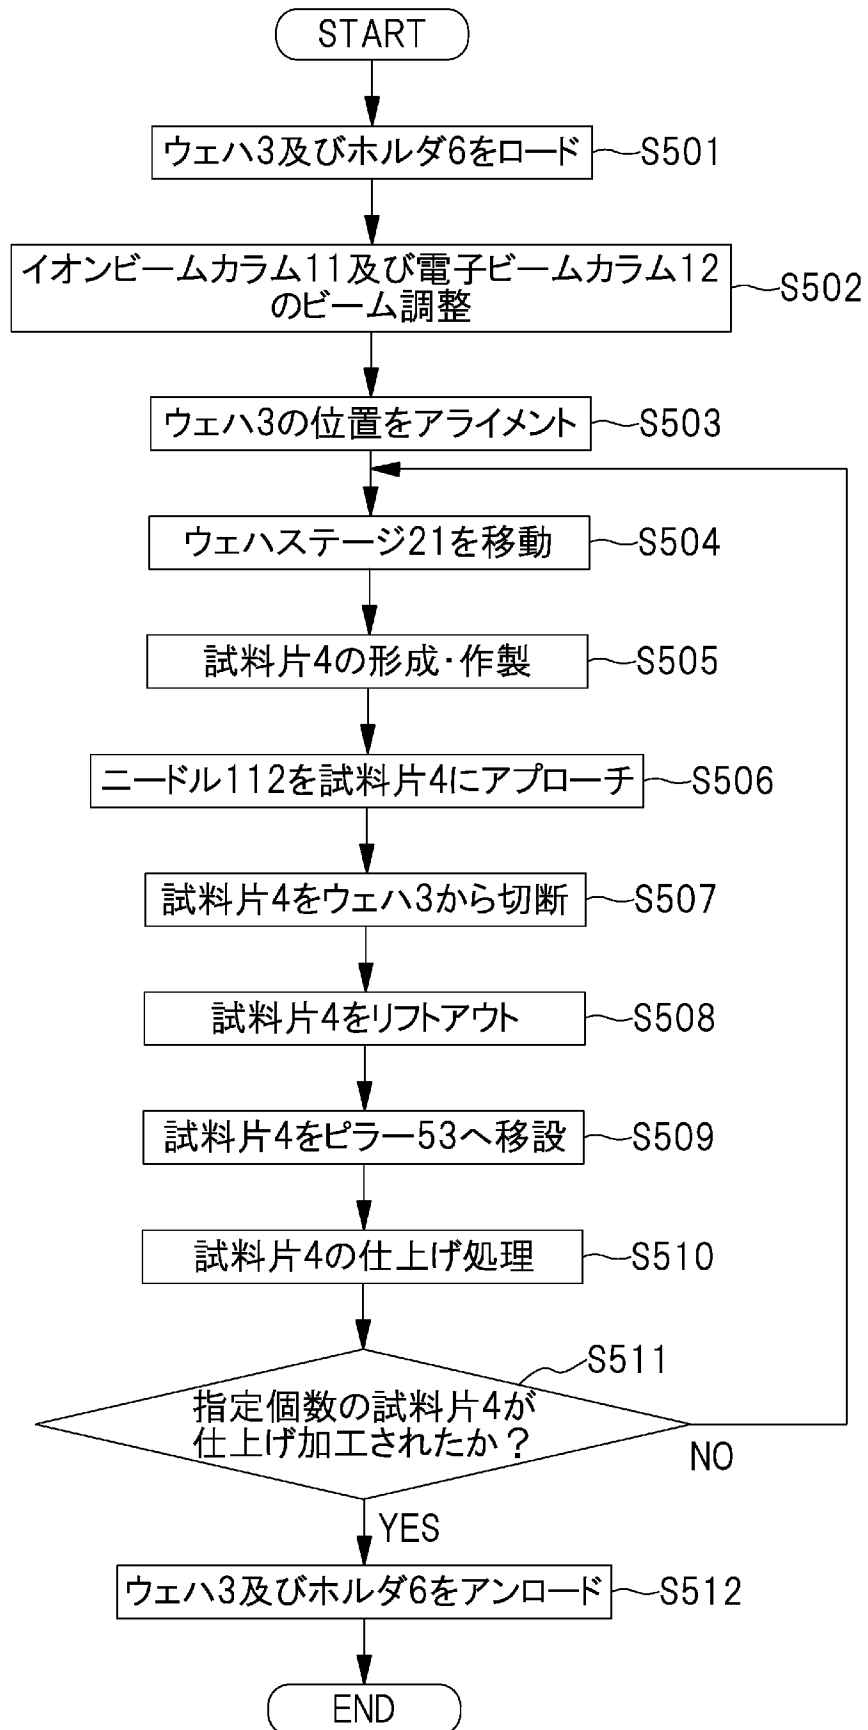 START
ウェハ3及びホルダ6をロード
S501
イオンビームカラム11及び電子ビームカラム12
のビーム調整
S502
ウェハ3の位置をアライメント
S503
ウェハステージ21を移動
S504
試料片4の形成・作製
S505
ニードル112を試料片4にアプローチ
S506
試料片4をウェハ3から切断
S507
試料片4をリフトアウト
S508
試料片4をピラー53へ移設
S509
試料片4の仕上げ処理
S510
S511
指定個数の試料片4が
仕上げ加工されたか？
NO
YES
ウェハ3及びホルダ6をアンロード
S512
END